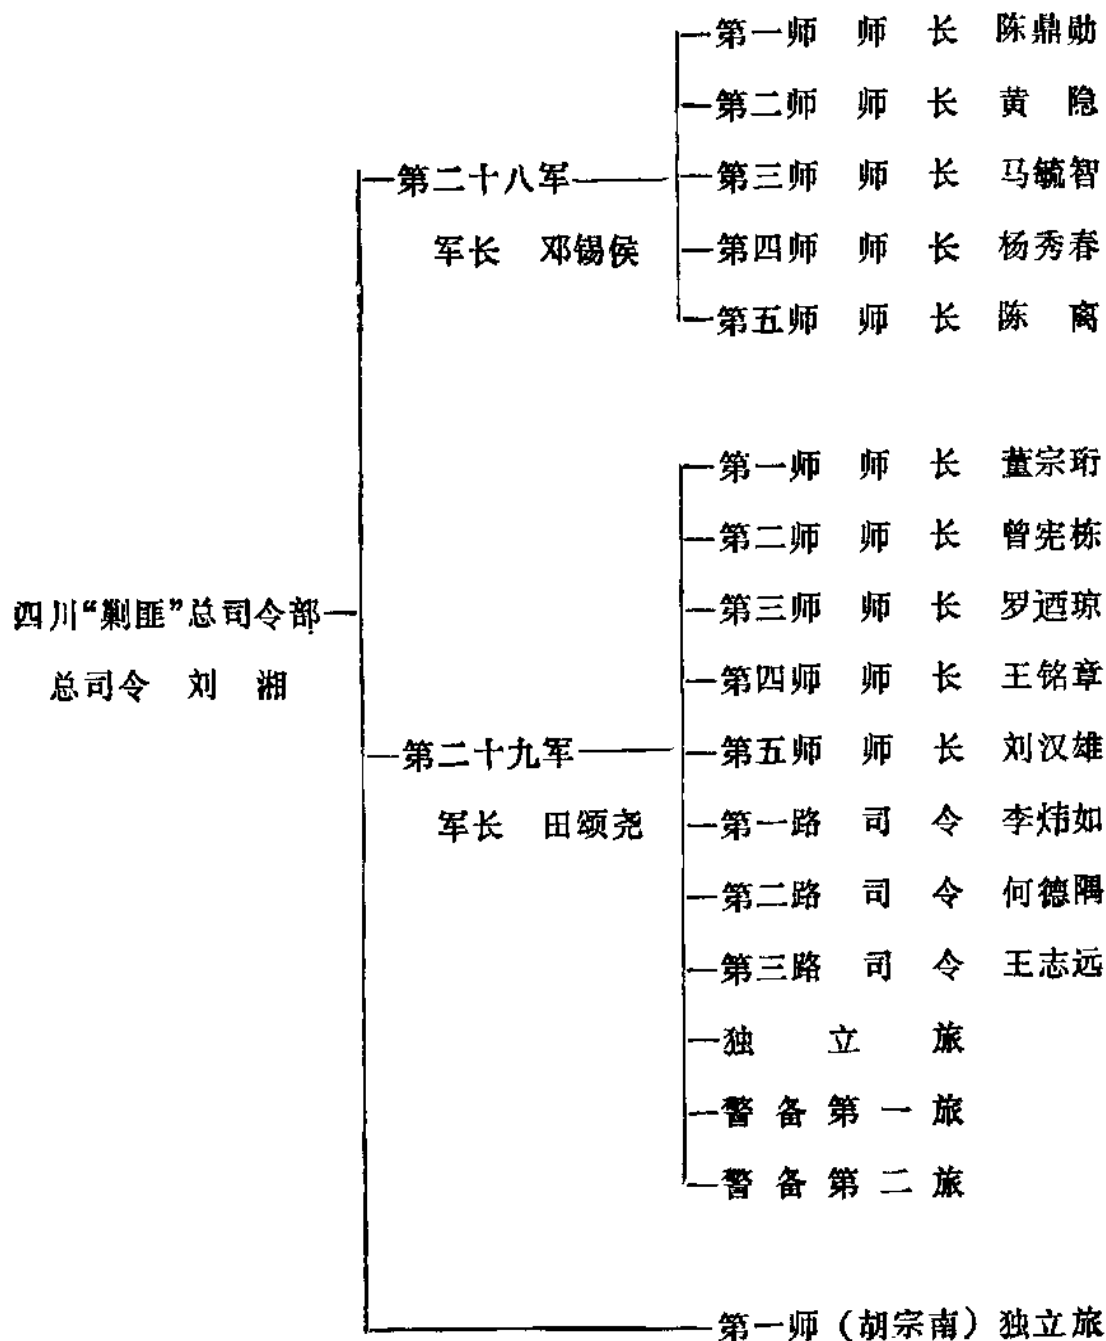 第一师 师 长 陈鼎勋
第二师 师 长 黄 隐
第二十八军 第三师 师 长 马毓智
军长 邓锡侯 第四师 师 长 杨秀春
第五师 师 长 陈 离
第一师 师 长 董宗珩
第二师 师 长 曾宪栋
四川“剿匪”总司令部 第三师 师 长 罗迺琼
总司令 刘 湘 第四师 师 长 王铭章
第二十九军 第五师 师 长 刘汉雄
军长 田颂尧 第一路 司 令 李炜如
第二路 司 令 何德隅
第三路 司 令 王志远
独 立 旅
警备第一旅
警备第二旅
第一师（胡宗南）独立旅